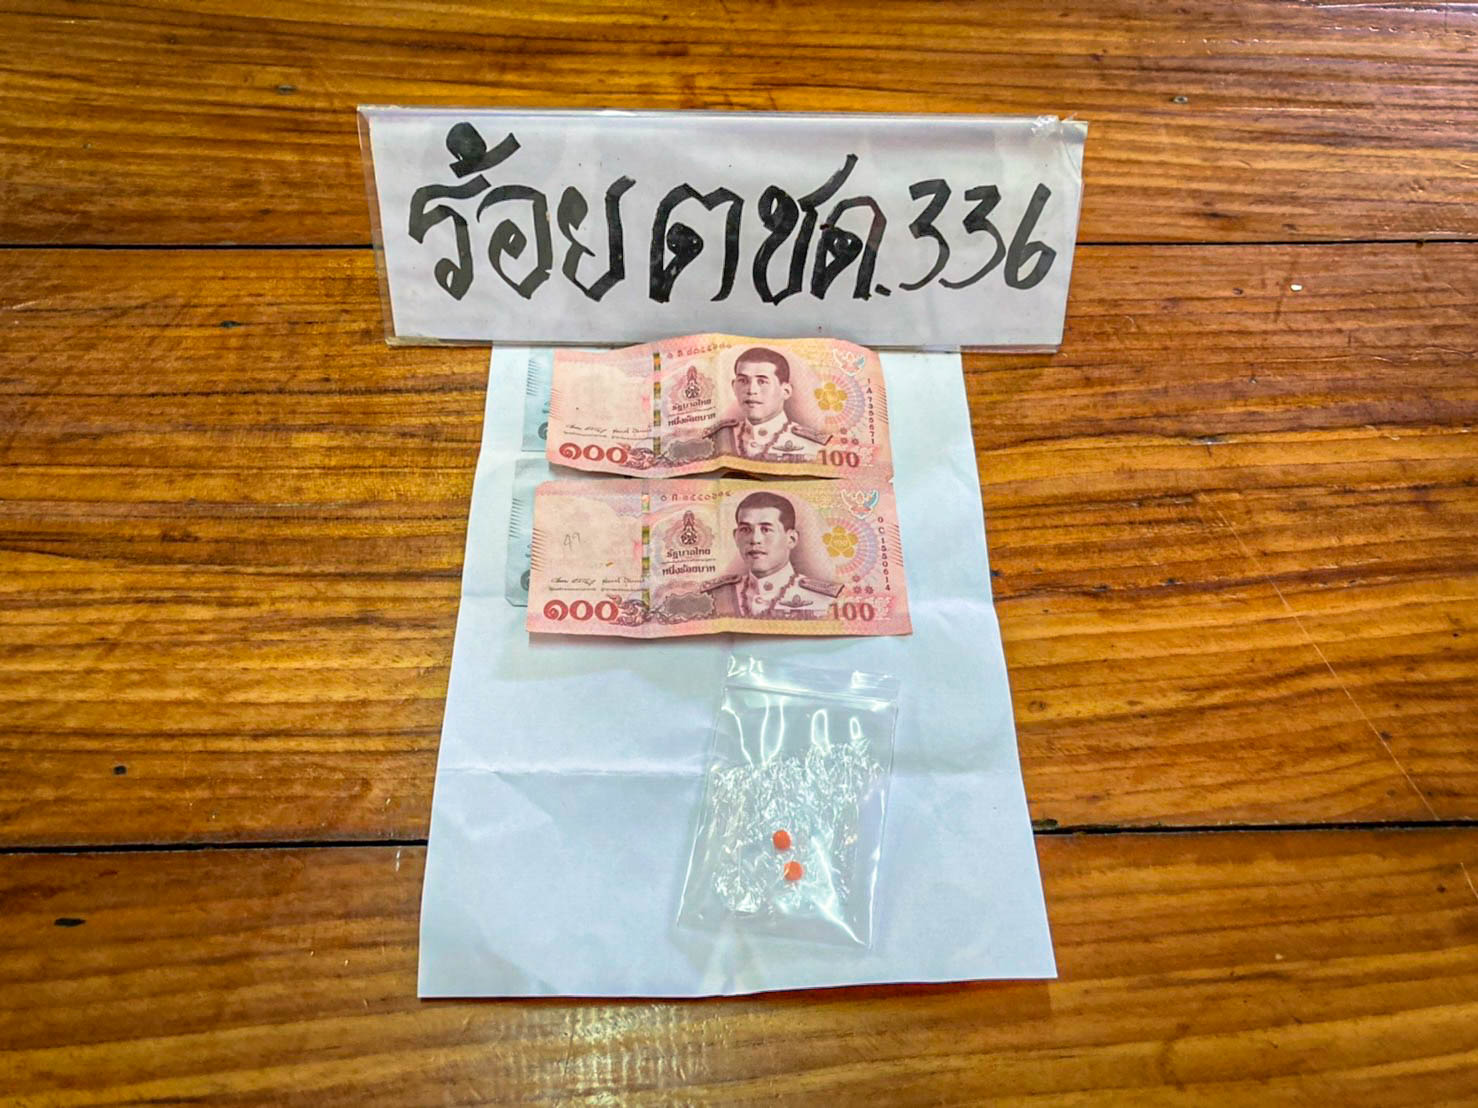 ร้อย ตชด.336
รัฐบาลไทย
หนึ่งร้อยบาท
1A7355671
๑๐๐
100
รัฐบาลไทย
หนึ่งร้อยบาท
0C1550614
๑๐๐
100